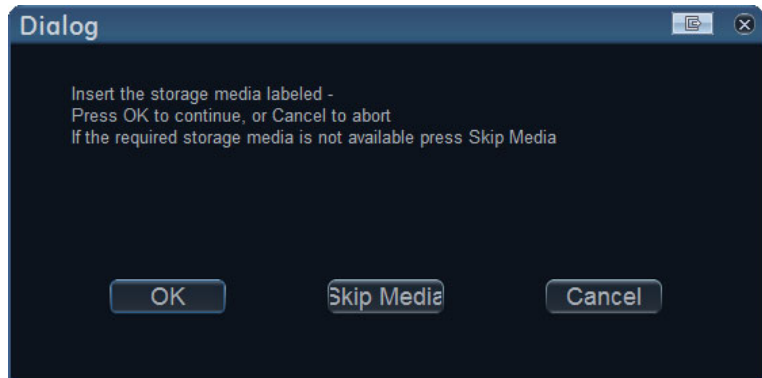 Dialog
Insert the storage media labeled -
Press OK to continue, or Cancel to abort
If the required storage media is not available press Skip Media
OK
Skip Media
Cancel